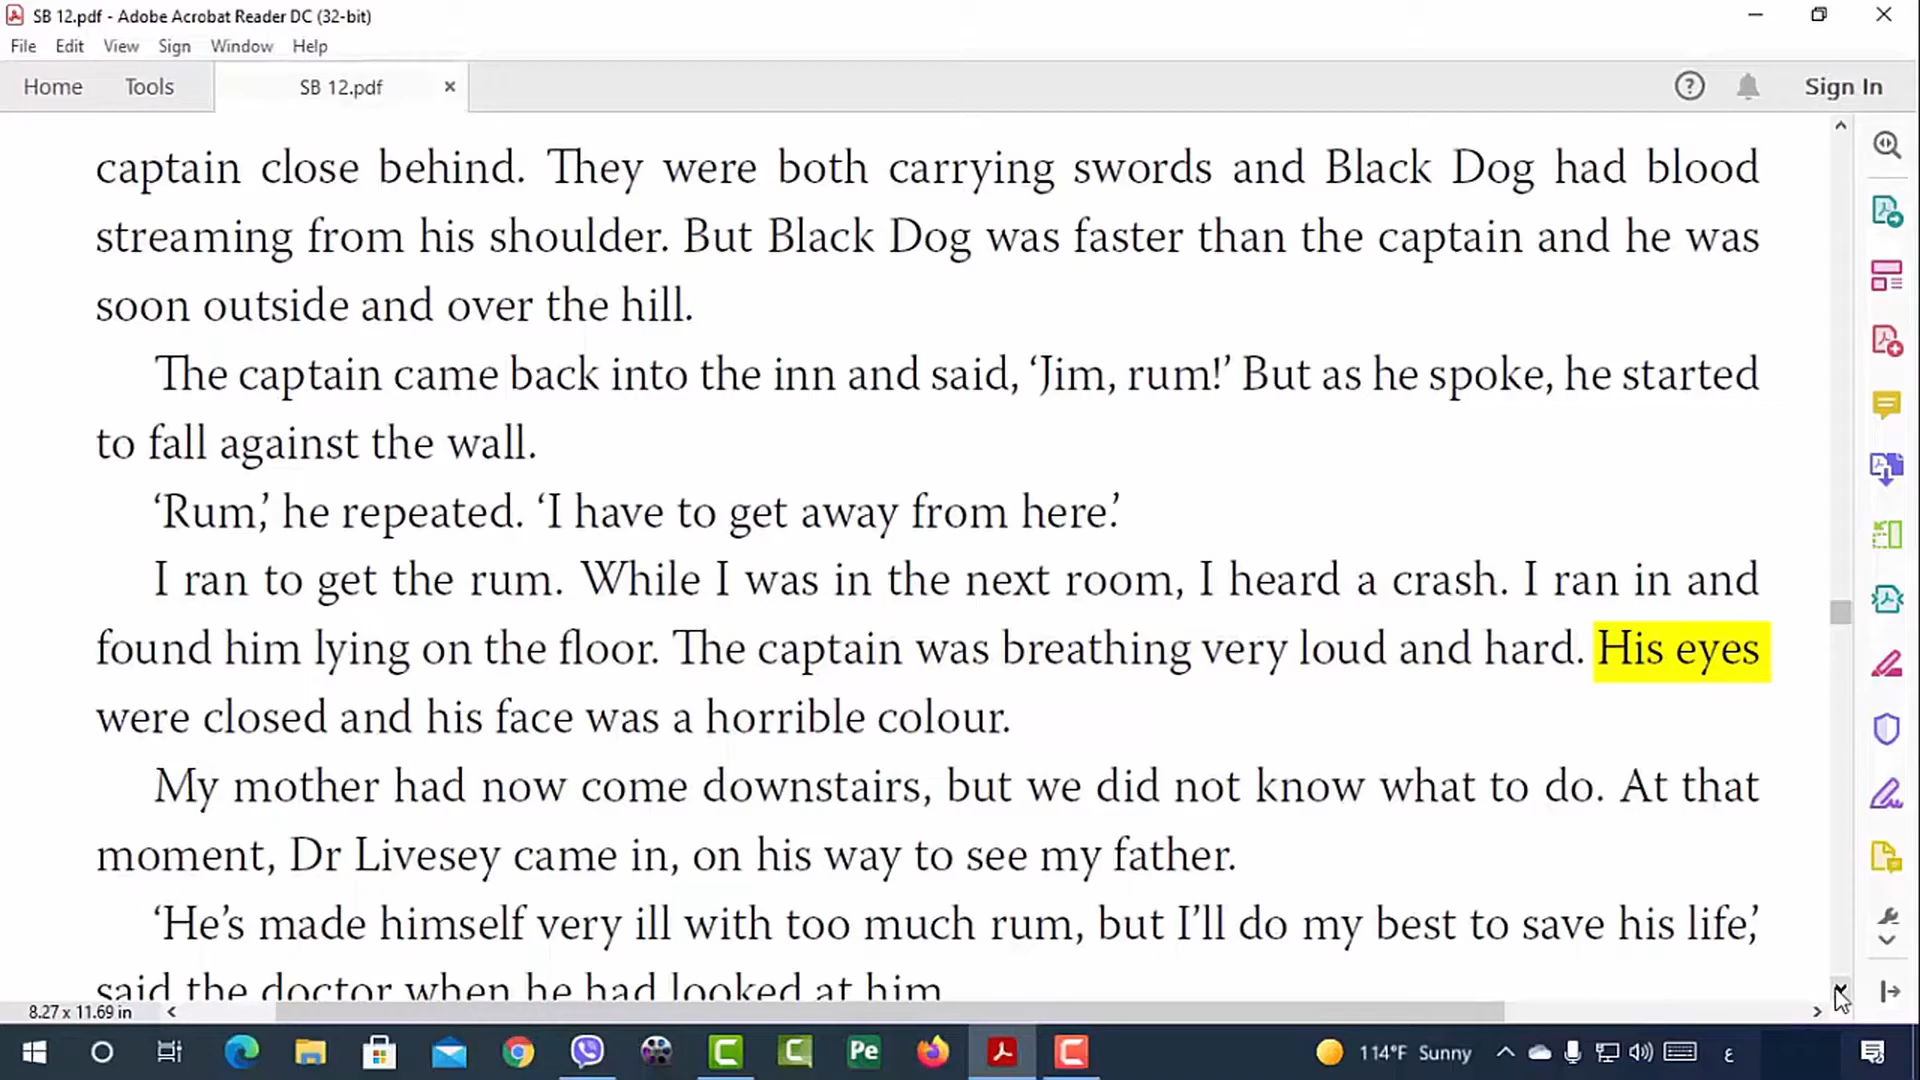 SB 12.pdf - Adobe Acrobat Reader DC (32-bit)
File Edit View Sign Window Help
Home Tools SB 12.pdf × Sign In
captain close behind. They were both carrying swords and Black Dog had blood
streaming from his shoulder. But Black Dog was faster than the captain and he was
soon outside and over the hill.
The captain came back into the inn and said, ‘Jim, rum!’ But as he spoke, he started
to fall against the wall.
‘Rum,’ he repeated. ‘I have to get away from here.’
I ran to get the rum. While I was in the next room, I heard a crash. I ran in and
found him lying on the floor. The captain was breathing very loud and hard. His eyes
were closed and his face was a horrible colour.
My mother had now come downstairs, but we did not know what to do. At that
moment, Dr Livesey came in, on his way to see my father.
‘He’s made himself very ill with too much rum, but I’ll do my best to save his life,’
said the doctor when he had looked at him
8.27 x 11.69 in
Pe 114°F Sunny ع